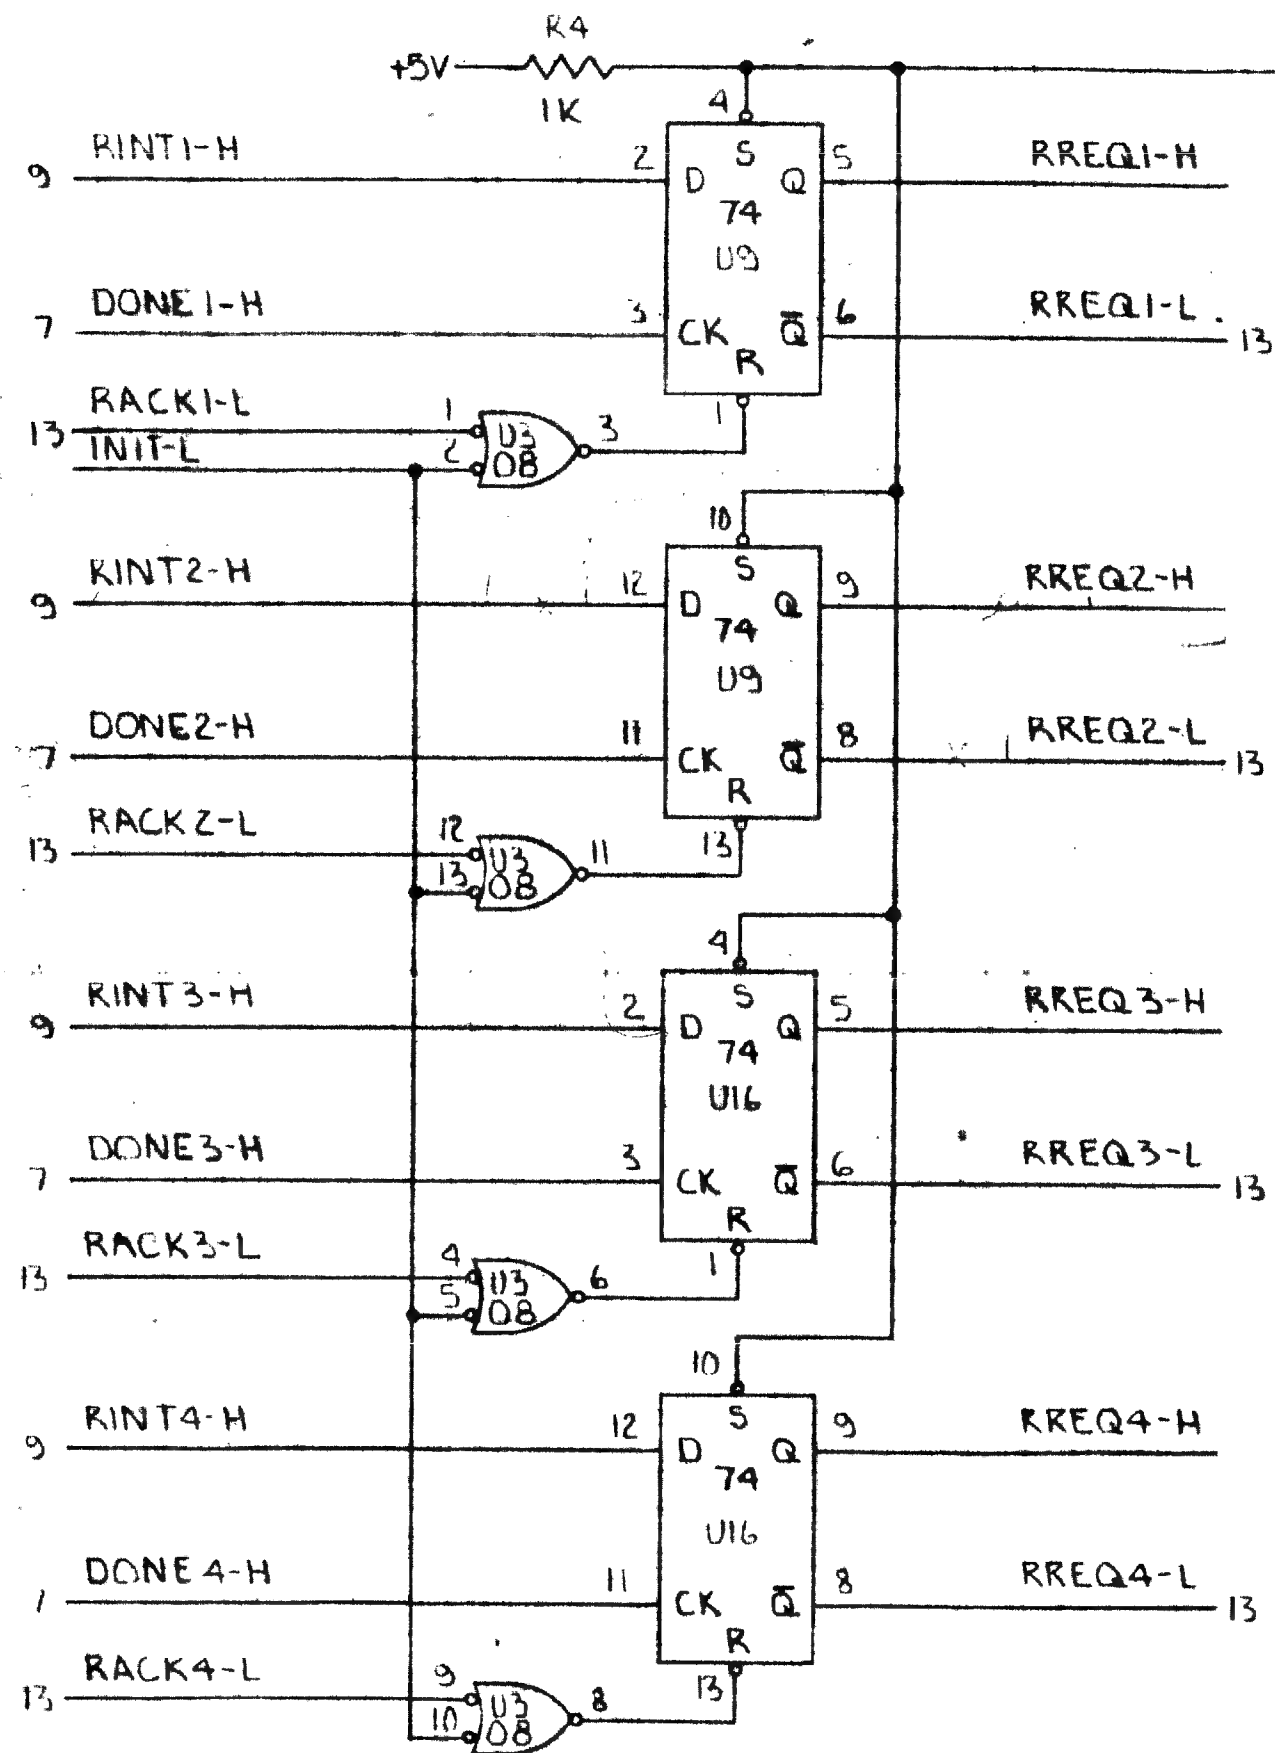 R4
+5V
1K
4
RINT1-H
9
2
S
D
Q
5
RREQ1-H
74
U9
DONE1-H
7
3
CK
Q̅
6
RREQ1-L
13
R
RACK1-L
13
1
U3
3
1
INIT-L
2
08
10
RINT2-H
9
12
S
D
Q
9
RREQ2-H
74
U9
DONE2-H
7
11
CK
Q̅
8
RREQ2-L
13
R
RACK2-L
13
12
U3
11
13
13
08
4
RINT3-H
9
2
S
D
Q
5
RREQ3-H
74
U16
DONE3-H
7
3
CK
Q̅
6
RREQ3-L
13
R
RACK3-L
13
4
U3
6
1
5
08
10
RINT4-H
9
12
S
D
Q
9
RREQ4-H
74
U16
DONE4-H
11
CK
Q̅
8
RREQ4-L
13
R
RACK4-L
13
9
U3
8
13
10
08